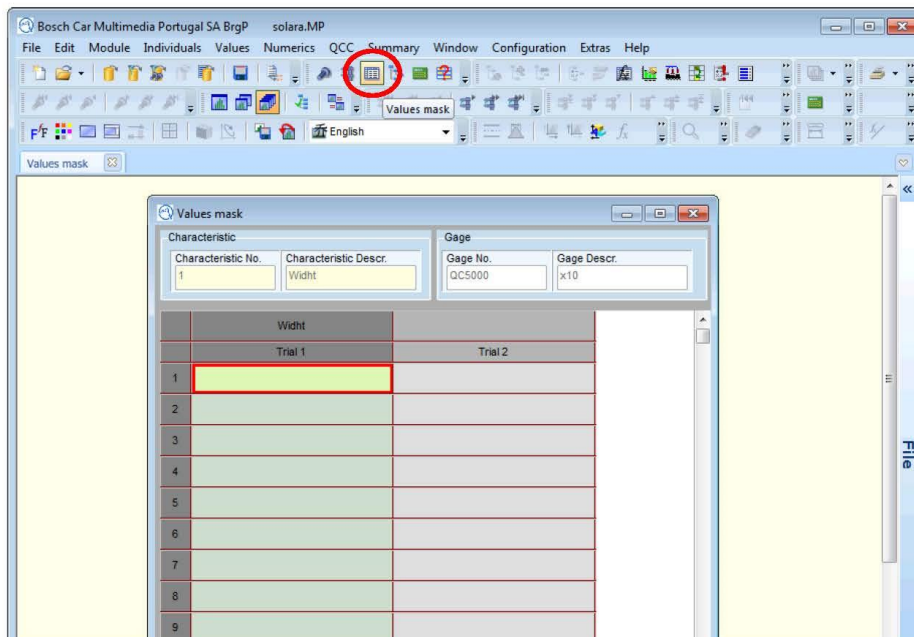 Bosch Car Multimedia Portugal SA BrgP solara.MP
File Edit Module Individuals Values Numerics QCC Summary Window Configuration Extras Help
Values mask
English
Values mask
Values mask
Characteristic
Gage
Characteristic No. Characteristic Descr. Gage No. Gage Descr.
1 Widht QC5000 x10
Widht
Trial 1 Trial 2
1
2
3
4
5
6
7
8
9
File